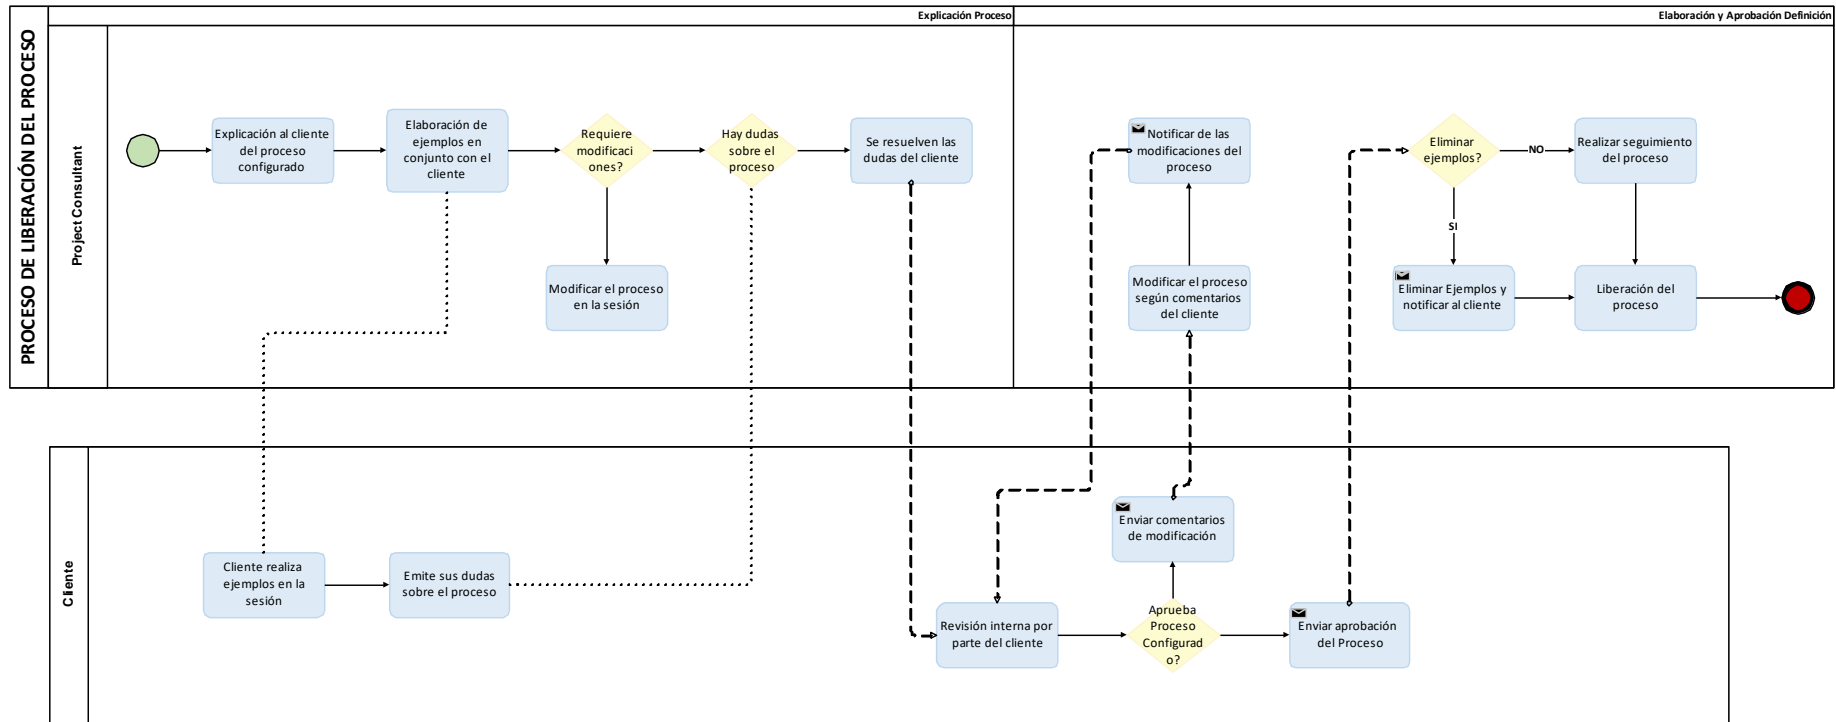 PROCESO DE LIBERACIÓN DEL PROCESO
Explicación Proceso
Elaboración y Aprobación Definición
Project Consultant
Explicación al cliente
del proceso
configurado
Elaboración de
ejemplos en
conjunto con el
cliente
Requiere
modificaci
ones?
Hay dudas
sobre el
proceso
Se resuelven las
dudas del cliente
Modificar el proceso
en la sesión
Notificar de las
modificaciones del
proceso
Modificar el proceso
según comentarios
del cliente
Eliminar
ejemplos?
NO
Realizar seguimiento
del proceso
SI
Eliminar Ejemplos y
notificar al cliente
Liberación del
proceso
Cliente
Cliente realiza
ejemplos en la
sesión
Emite sus dudas
sobre el proceso
Revisión interna por
parte del cliente
Enviar comentarios
de modificación
Aprueba
Proceso
Configurad
o?
Enviar aprobación
del Proceso